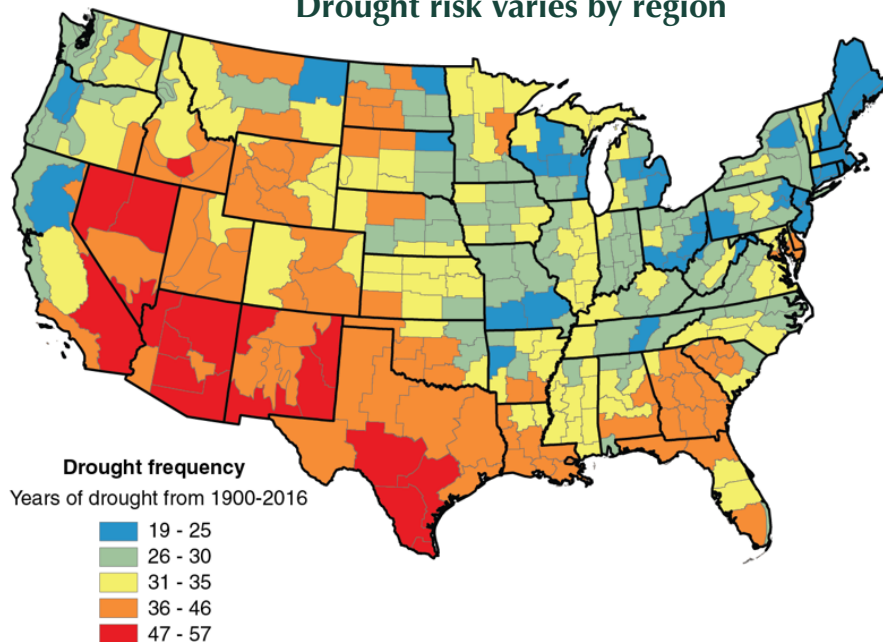 Drought risk varies by region
Drought frequency
Years of drought from 1900-2016
19 - 25
26 - 30
31 - 35
36 - 46
47 - 57